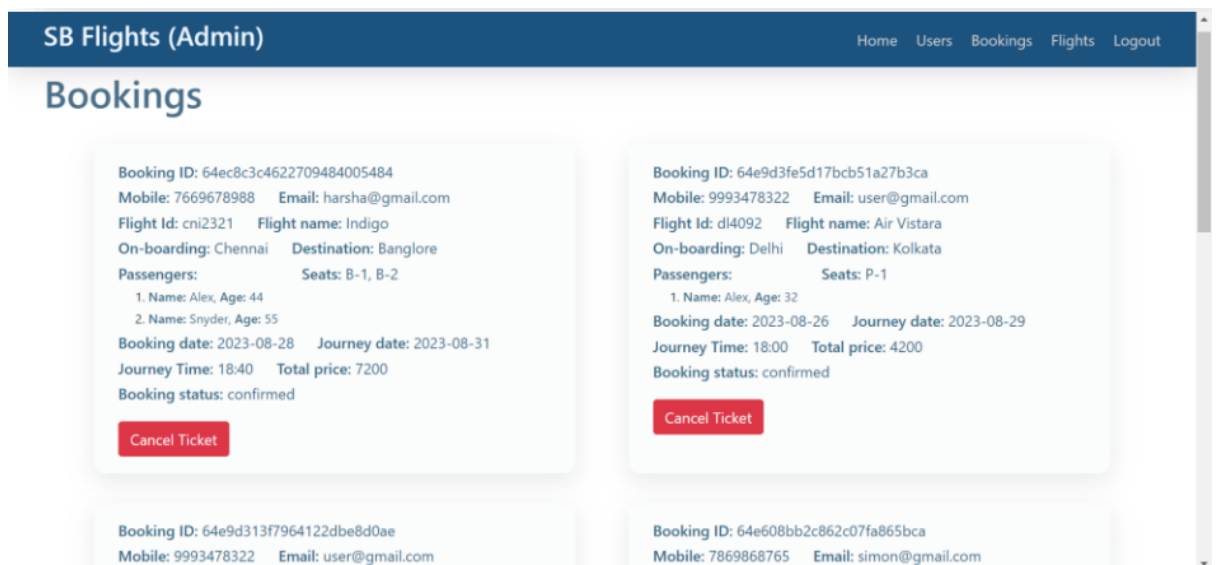 SB Flights (Admin)
Home Users Bookings Flights Logout
Bookings
Booking ID: 64ec8c3c4622709484005484
Mobile: 7669678988 Email: harsha@gmail.com
Flight Id: cni2321 Flight name: Indigo
On-boarding: Chennai Destination: Banglore
Passengers: Seats: B-1, B-2
1. Name: Alex, Age: 44
2. Name: Snyder, Age: 55
Booking date: 2023-08-28 Journey date: 2023-08-31
Journey Time: 18:40 Total price: 7200
Booking status: confirmed
Cancel Ticket
Booking ID: 64e9d3fe5d17bcb51a27b3ca
Mobile: 9993478322 Email: user@gmail.com
Flight Id: dl4092 Flight name: Air Vistara
On-boarding: Delhi Destination: Kolkata
Passengers: Seats: P-1
1. Name: Alex, Age: 32
Booking date: 2023-08-26 Journey date: 2023-08-29
Journey Time: 18:00 Total price: 4200
Booking status: confirmed
Cancel Ticket
Booking ID: 64e9d313f7964122dbe8d0ae
Mobile: 9993478322 Email: user@gmail.com
Booking ID: 64e608bb2c862c07fa865bca
Mobile: 7869868765 Email: simon@gmail.com